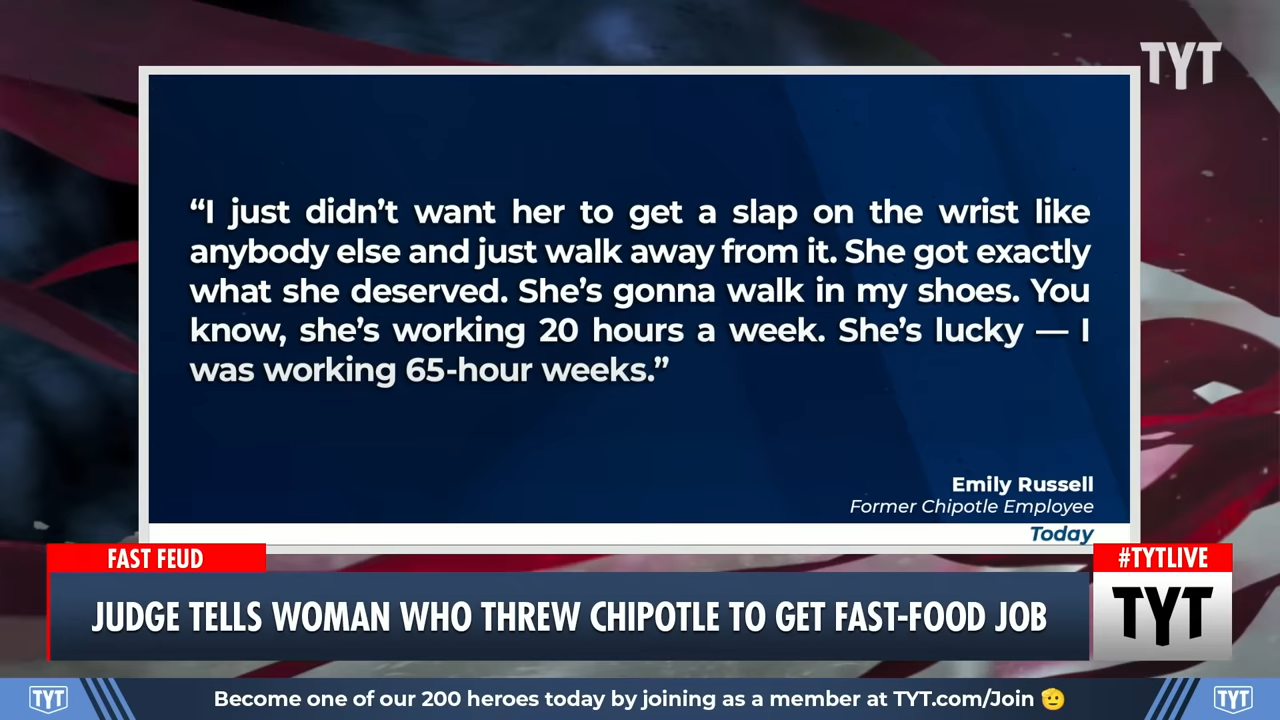 TYT
“I just didn’t want her to get a slap on the wrist like
anybody else and just walk away from it. She got exactly
what she deserved. She’s gonna walk in my shoes. You
know, she’s working 20 hours a week. She’s lucky — I
was working 65-hour weeks.”
Emily Russell
Former Chipotle Employee
Today
FAST FEUD
#TYTLIVE
JUDGE TELLS WOMAN WHO THREW CHIPOTLE TO GET FAST-FOOD JOB
TYT
TYT
Become one of our 200 heroes today by joining as a member at TYT.com/Join 🫡
TYT